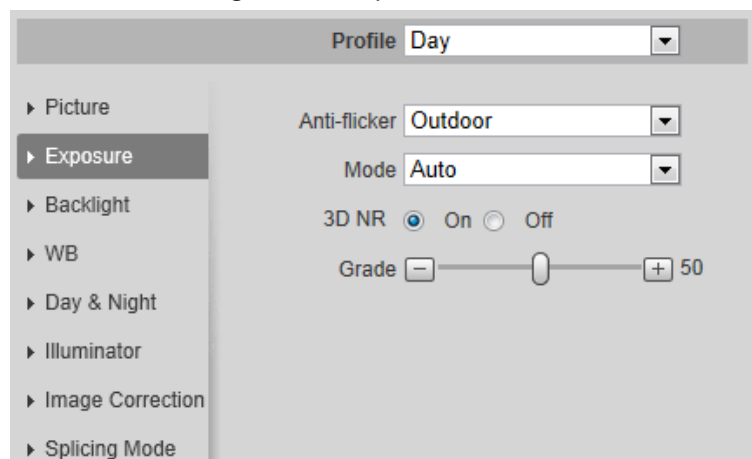 Profile Day
Picture
Exposure
Backlight
WB
Day & Night
Illuminator
Image Correction
Splicing Mode
Anti-flicker Outdoor
Mode Auto
3D NR On Off
Grade 50